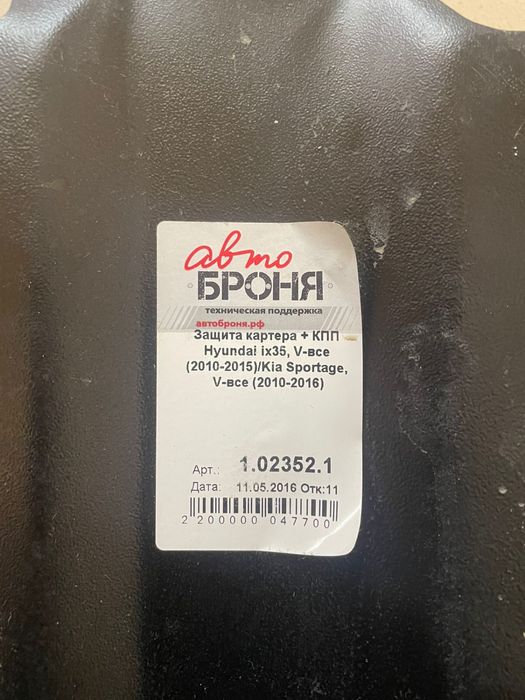 авто
БРОНЯ
техническая поддержка
автоброня.рф
Защита картера + КПП
Hyundai ix35, V-все
(2010-2015)/Kia Sportage,
V-все (2010-2016)
Арт.: 1.02352.1
Дата: 11.05.2016 Отк:11
2 200000 047700